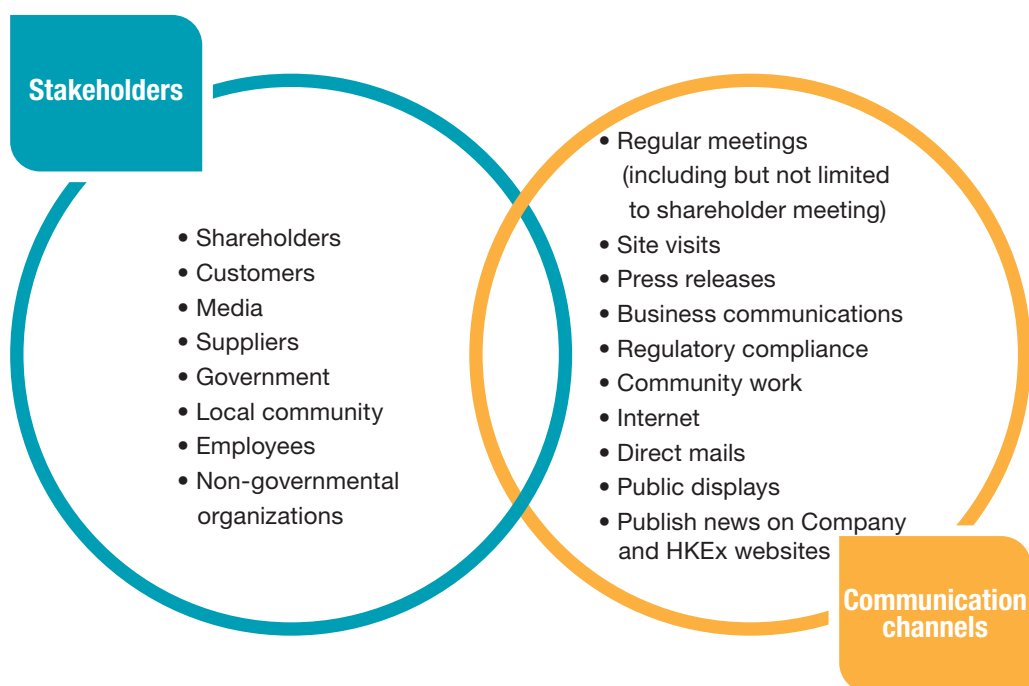 Stakeholders
• Shareholders
• Customers
• Media
• Suppliers
• Government
• Local community
• Employees
• Non-governmental
organizations
• Regular meetings
(including but not limited
to shareholder meeting)
• Site visits
• Press releases
• Business communications
• Regulatory compliance
• Community work
• Internet
• Direct mails
• Public displays
• Publish news on Company
and HKEx websites
Communication
channels